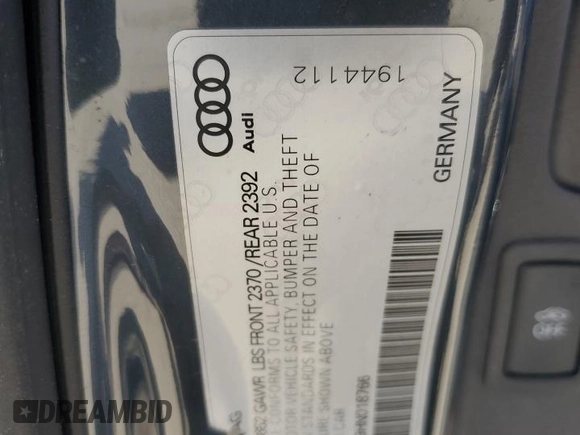 Audi
1944112
GERMANY
GAWR LBS FRONT 2370 / REAR 2392
CONFORMS TO ALL APPLICABLE U.S.
VEHICLE SAFETY, BUMPER AND THEFT
STANDARDS IN EFFECT ON THE DATE OF
SHOWN ABOVE
CAR
DREAMBID